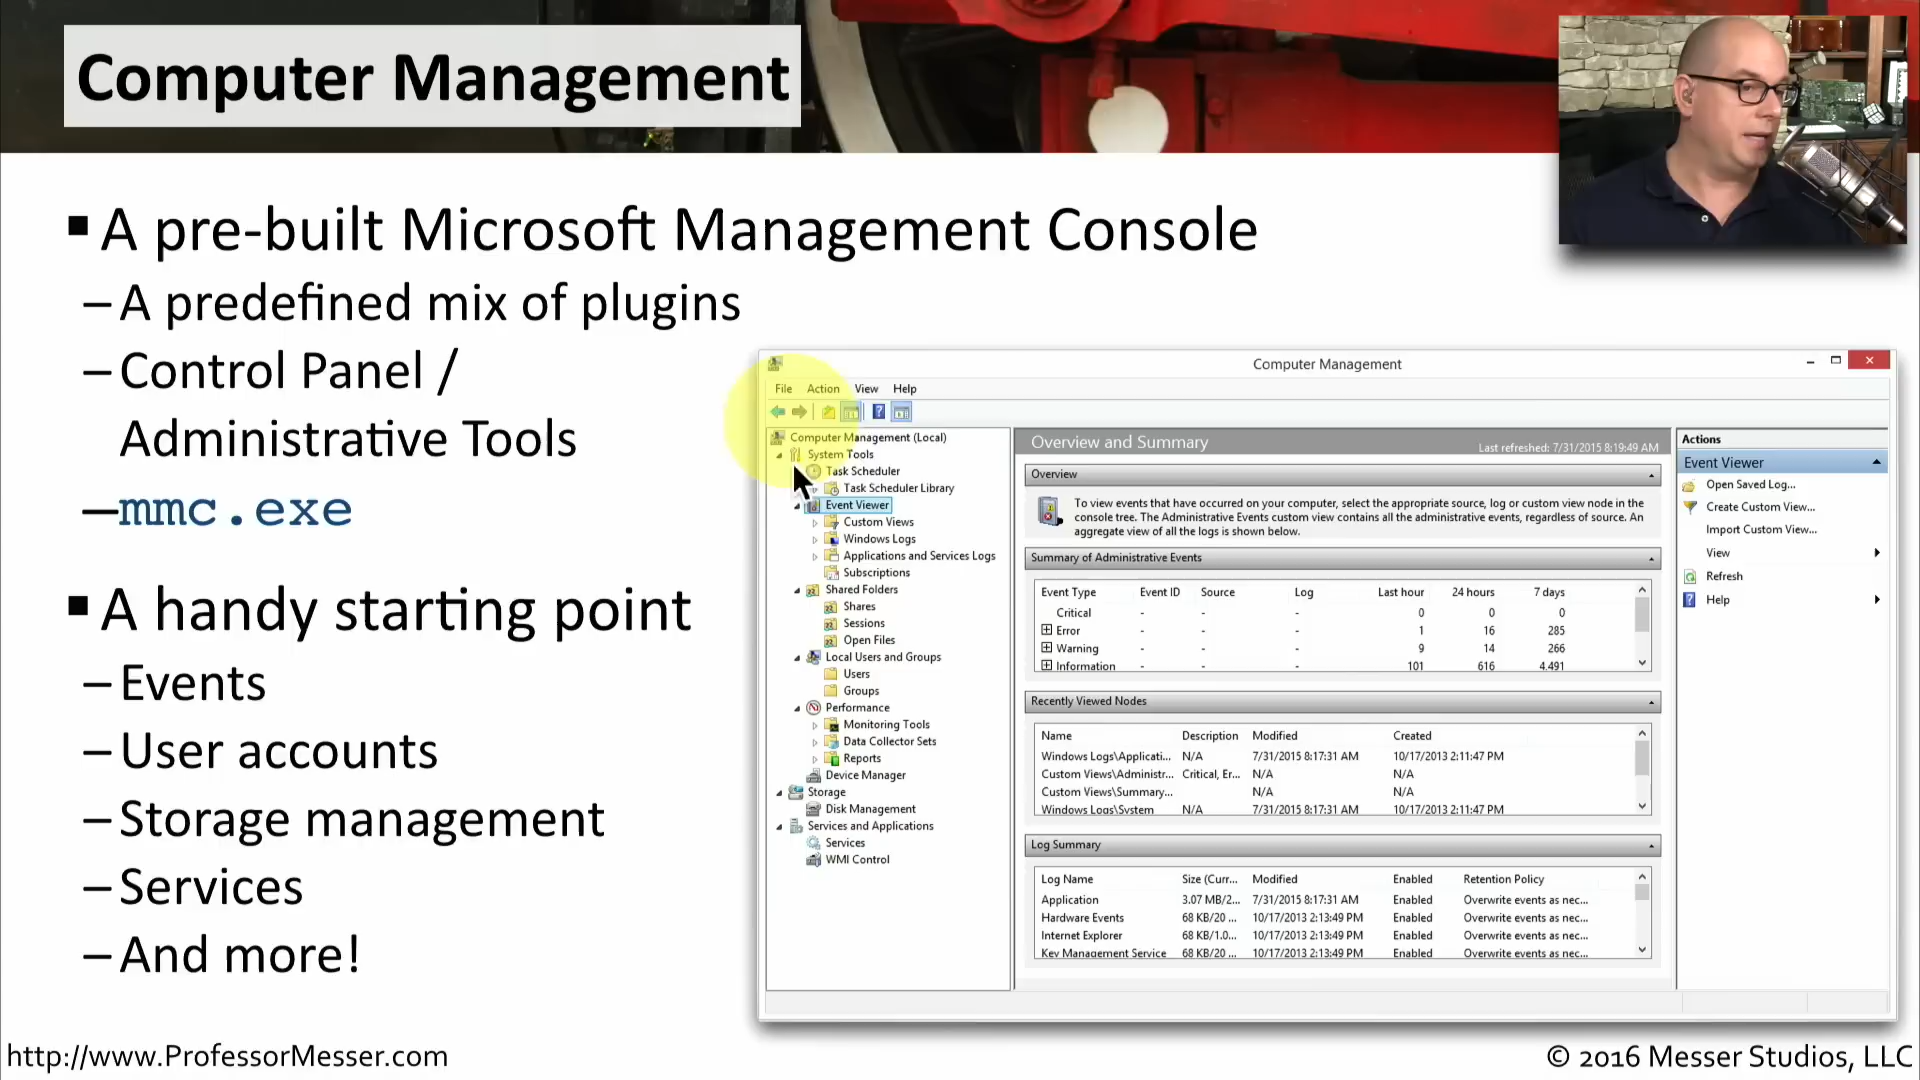 Computer Management
▪A pre-built Microsoft Management Console
–A predefined mix of plugins
–Control Panel /
Administrative Tools
–mmc.exe
▪A handy starting point
–Events
–User accounts
–Storage management
–Services
–And more!
Computer Management
File Action View Help
Computer Management (Local)
System Tools
Task Scheduler
Task Scheduler Library
Event Viewer
Custom Views
Windows Logs
Applications and Services Logs
Subscriptions
Shared Folders
Shares
Sessions
Open Files
Local Users and Groups
Users
Groups
Performance
Monitoring Tools
Data Collector Sets
Reports
Device Manager
Storage
Disk Management
Services and Applications
Services
WMI Control
Overview and Summary Last refreshed: 7/31/2015 8:19:49 AM
Overview
To view events that have occurred on your computer, select the appropriate source, log or custom view node in the
console tree. The Administrative Events custom view contains all the administrative events, regardless of source. An
aggregate view of all the logs is shown below.
Summary of Administrative Events
Event Type Event ID Source Log Last hour 24 hours 7 days
Critical - - - 0 0 0
Error - - - 1 16 285
Warning - - - 9 14 266
Information - - - 101 616 4,491
Recently Viewed Nodes
Name Description Modified Created
Windows Logs\Applicati... N/A 7/31/2015 8:17:31 AM 10/17/2013 2:11:47 PM
Custom Views\Administr... Critical, Er... N/A N/A
Custom Views\Summary... N/A N/A
Windows Logs\System N/A 7/31/2015 8:17:31 AM 10/17/2013 2:11:47 PM
Log Summary
Log Name Size (Curr... Modified Enabled Retention Policy
Application 3.07 MB/2... 7/31/2015 8:17:31 AM Enabled Overwrite events as nec...
Hardware Events 68 KB/20 ... 10/17/2013 2:13:49 PM Enabled Overwrite events as nec...
Internet Explorer 68 KB/1.0... 10/17/2013 2:13:49 PM Enabled Overwrite events as nec...
Key Management Service 68 KB/20 ... 10/17/2013 2:13:49 PM Enabled Overwrite events as nec...
Actions
Event Viewer
Open Saved Log...
Create Custom View...
Import Custom View...
View
Refresh
Help
http://www.ProfessorMesser.com
© 2016 Messer Studios, LLC